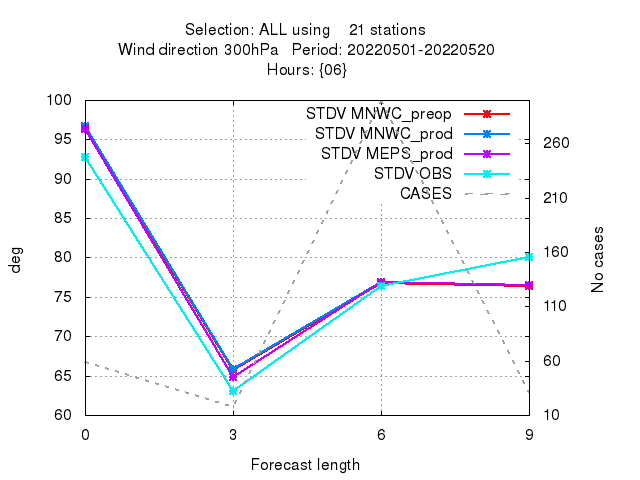 Selection: ALL using    21 stations
Wind direction 300hPa   Period: 20220501-20220520
Hours: {06}
STDV MNWC_preop
STDV MNWC_prod
STDV MEPS_prod
STDV OBS
CASES
100
95
90
85
80
75
70
65
60
deg
260
210
160
110
60
10
No cases
0 3 6 9
Forecast length